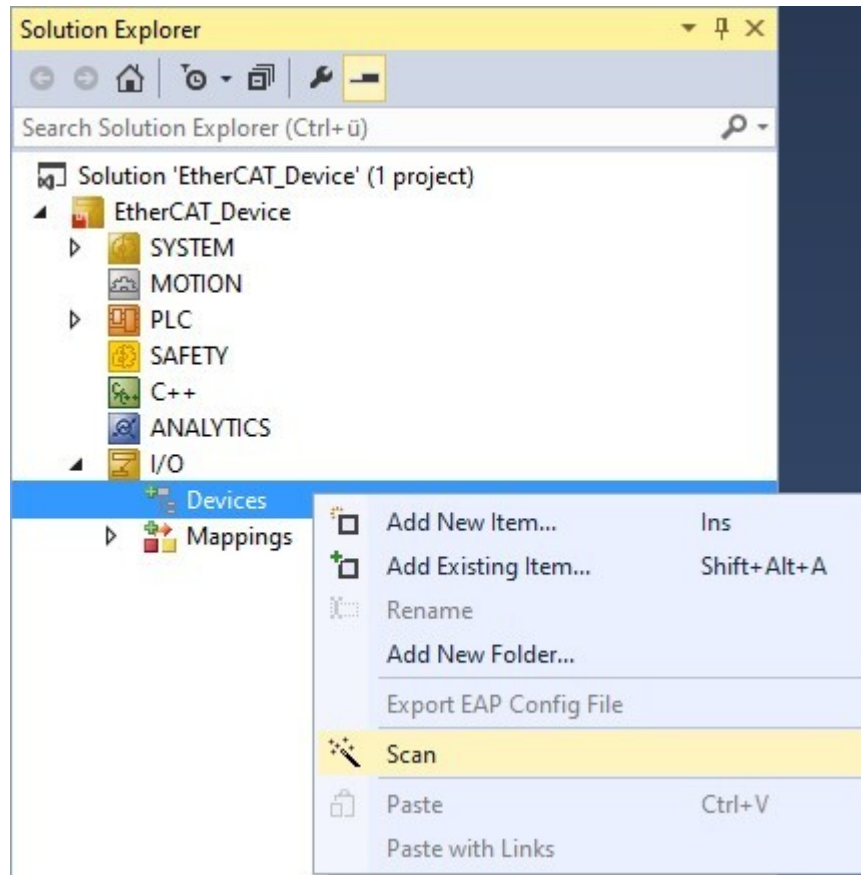 Solution Explorer
Search Solution Explorer (Ctrl+ü)
Solution 'EtherCAT_Device' (1 project)
EtherCAT_Device
SYSTEM
MOTION
PLC
SAFETY
C++
ANALYTICS
I/O
Devices
Mappings
Add New Item... Ins
Add Existing Item... Shift+Alt+A
Rename
Add New Folder...
Export EAP Config File
Scan
Paste Ctrl+V
Paste with Links